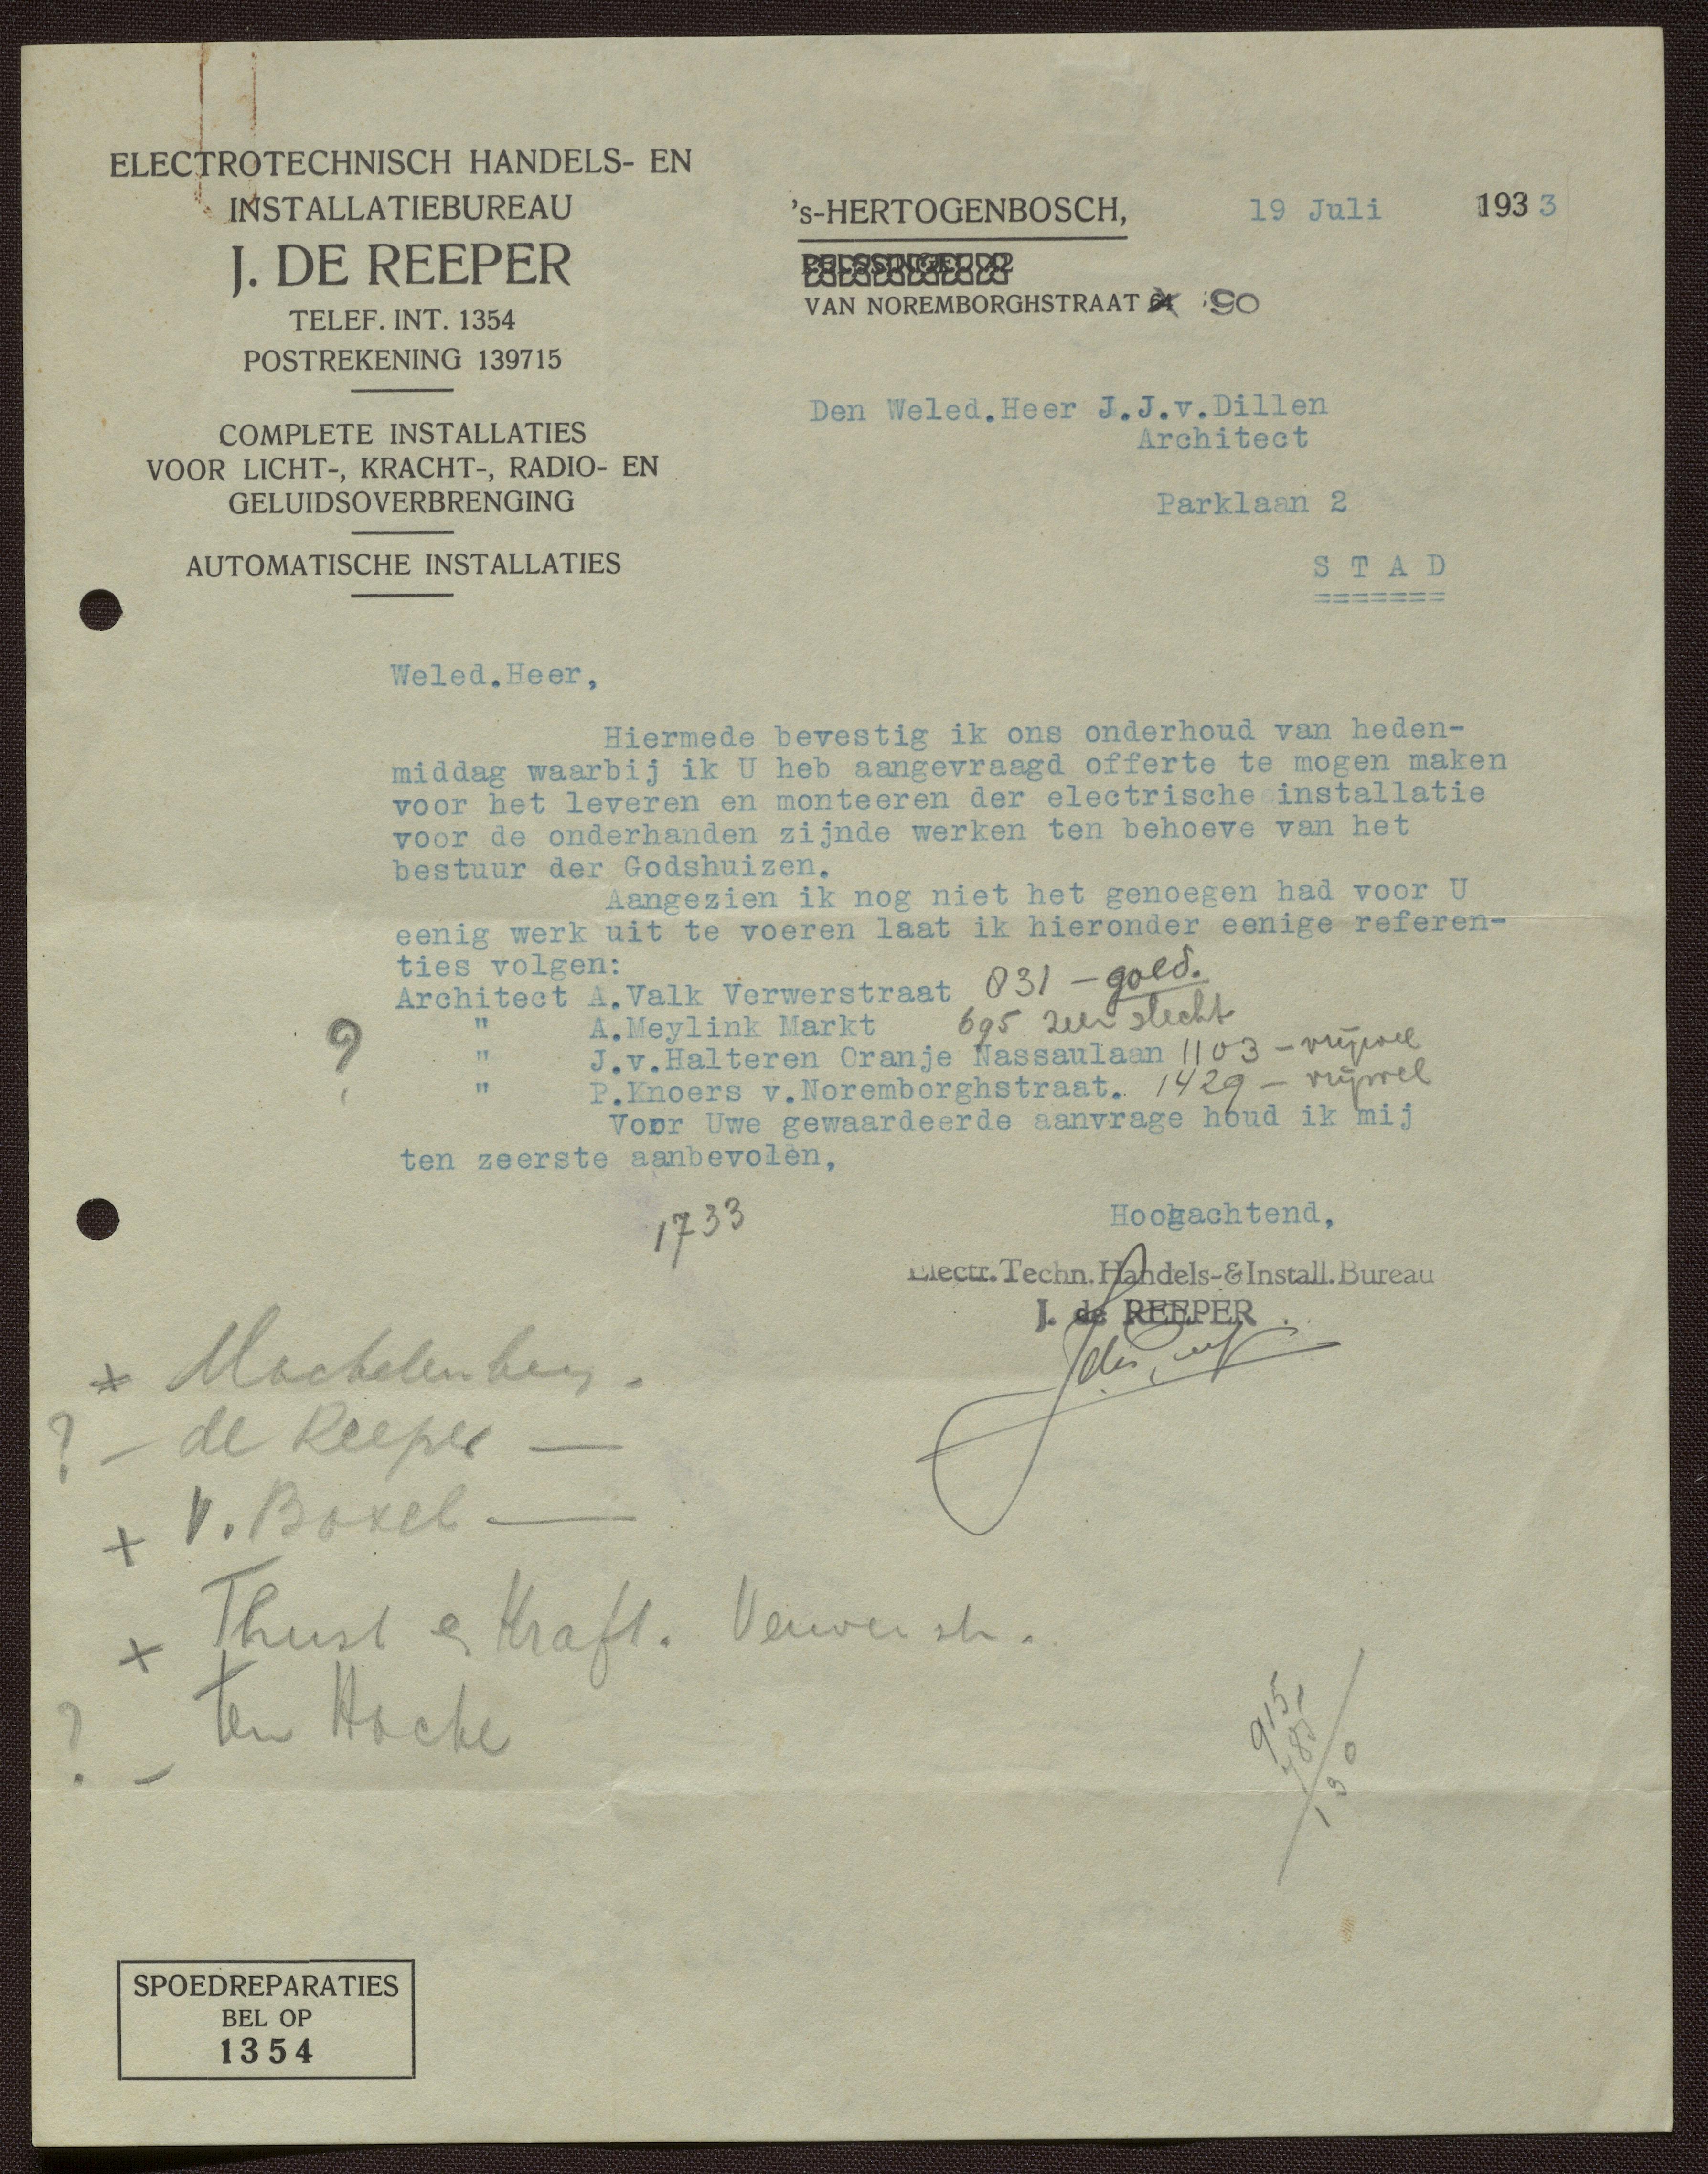 ELECTROTECHNISCH HANDELS- EN
INSTALLATIEBUREAU
J. DE REEPER
TELEF. INT. 1354
POSTREKENING 139715
COMPLETE INSTALLATIES
VOOR LICHT-, KRACHT-, RADIO- EN
GELUIDSOVERBRENGING
AUTOMATISCHE INSTALLATIES
's-HERTOGENBOSCH, 19 Juli 1933
VAN NOREMBORGHSTRAAT 64 90
Den Weled.Heer J.J.v.Dillen
Architect
Parklaan 2
S T A D
=======
Weled.Heer,
Hiermede bevestig ik ons onderhoud van heden-
middag waarbij ik U heb aangevraagd offerte te mogen maken
voor het leveren en monteeren der electrische installatie
voor de onderhanden zijnde werken ten behoeve van het
bestuur der Godshuizen.
Aangezien ik nog niet het genoegen had voor U
eenig werk uit te voeren laat ik hieronder eenige referen-
ties volgen:
Architect A.Valk Verwerstraat 831 - goed.
" A.Meylink Markt 695 zeer slecht
? " J.v.Halteren Oranje Nassaulaan 1103 - vrijwel
" P.Knoers v.Noremborghstraat. 1429 - vrijwel
Voor Uwe gewaardeerde aanvrage houd ik mij
ten zeerste aanbevolen,
1733
Hoogachtend,
Electr. Techn. Handels-& Install. Bureau
J. de REEPER
+ 
? - de Reeper —
+ V. Boxel —
+ Thust & Kraft. Verwerstr.
? - ten Hacke
915
785
130
SPOEDREPARATIES
BEL OP
1354